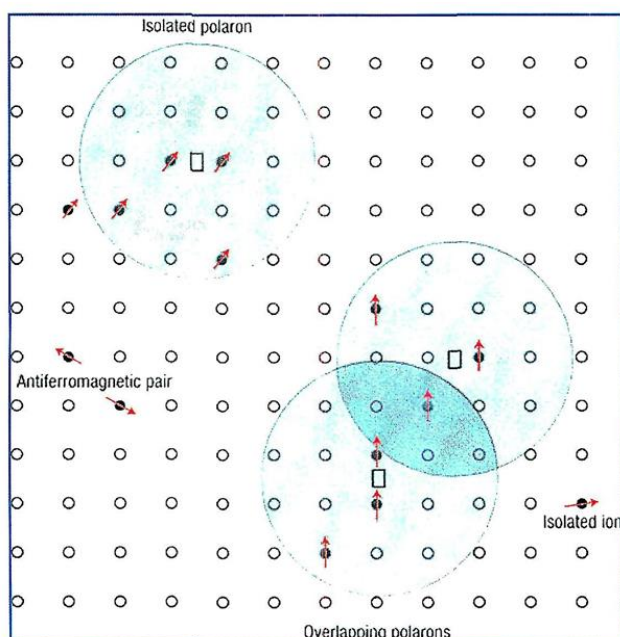 Isolated polaron
Antiferromagnetic pair
Isolated ion
Overlapping polarons